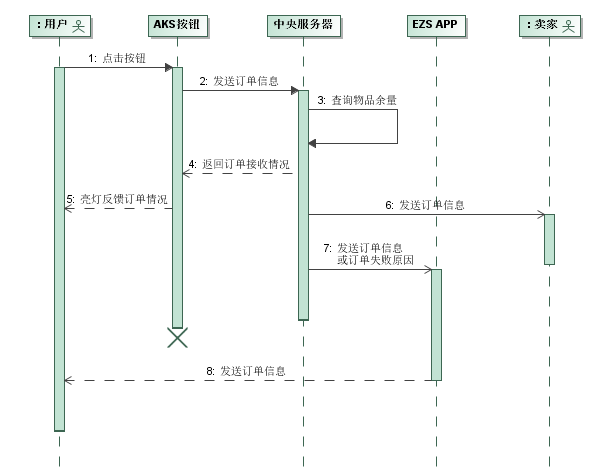 : 用户
AKS按钮
中央服务器
EZS APP
: 卖家
1: 点击按钮
2: 发送订单信息
3: 查询物品余量
4: 返回订单接收情况
5: 亮灯反馈订单情况
6: 发送订单信息
7: 发送订单信息
或订单失败原因
8: 发送订单信息